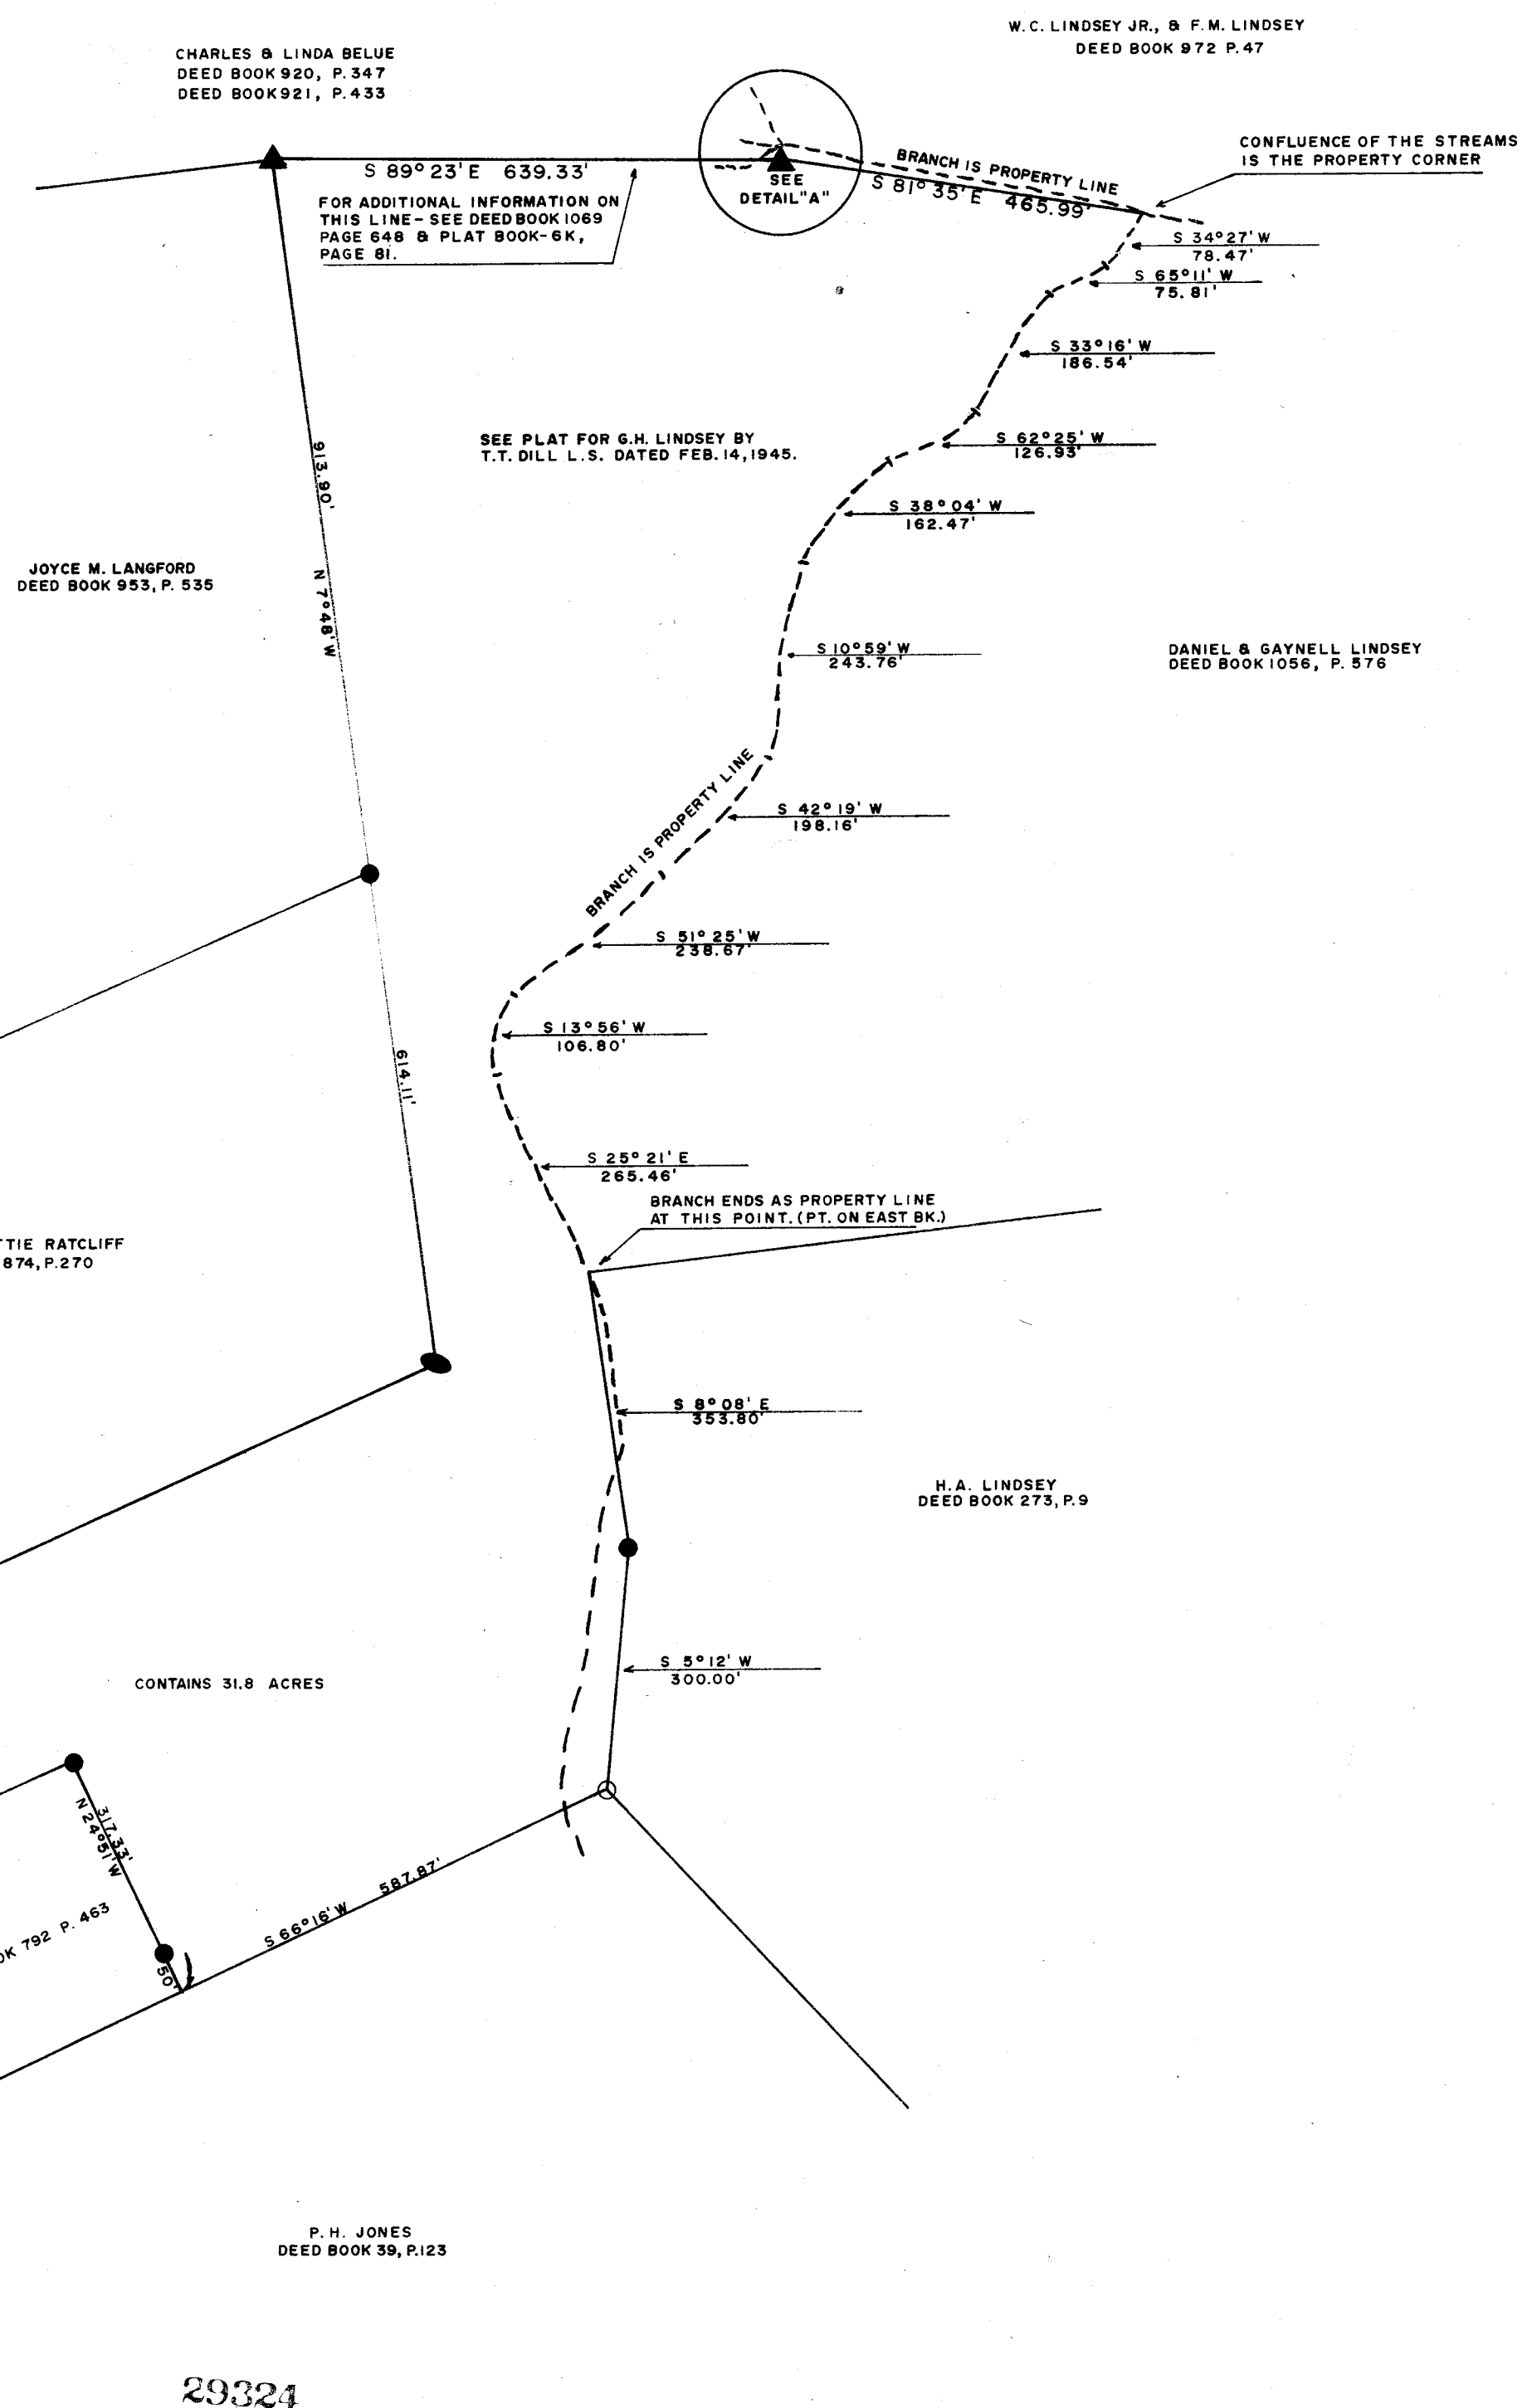 W.C. LINDSEY JR., & F.M. LINDSEY
DEED BOOK 972 P.47
CHARLES & LINDA BELUE
DEED BOOK 920, P.347
DEED BOOK 921, P.433
CONFLUENCE OF THE STREAMS
IS THE PROPERTY CORNER
BRANCH IS PROPERTY LINE
S 81° 35' E 465.99'
S 89° 23' E 639.33'
SEE
DETAIL "A"
FOR ADDITIONAL INFORMATION ON
THIS LINE - SEE DEED BOOK 1069
PAGE 648 & PLAT BOOK-6K,
PAGE 81.
S 34° 27' W
78.47'
S 65° 11' W
75.81'
S 33° 16' W
186.54'
SEE PLAT FOR G.H. LINDSEY BY
T.T. DILL L.S. DATED FEB. 14, 1945.
S 62° 25' W
126.93'
913.90' N 7° 48' W
S 38° 04' W
162.47'
JOYCE M. LANGFORD
DEED BOOK 953, P. 535
S 10° 59' W
243.76'
DANIEL & GAYNELL LINDSEY
DEED BOOK 1056, P. 576
BRANCH IS PROPERTY LINE
S 42° 19' W
198.16'
S 51° 25' W
238.67'
S 13° 56' W
106.80'
614.11'
S 25° 21' E
265.46'
BRANCH ENDS AS PROPERTY LINE
AT THIS POINT. (PT. ON EAST BK.)
TTIE RATCLIFF
874, P.270
S 8° 08' E
353.80'
H.A. LINDSEY
DEED BOOK 273, P.9
S 5° 12' W
300.00'
CONTAINS 31.8 ACRES
317.33'
N 24° 51' W
S 66° 16' W 587.87'
OK 792 P. 463
50'
P.H. JONES
DEED BOOK 39, P.123
29324